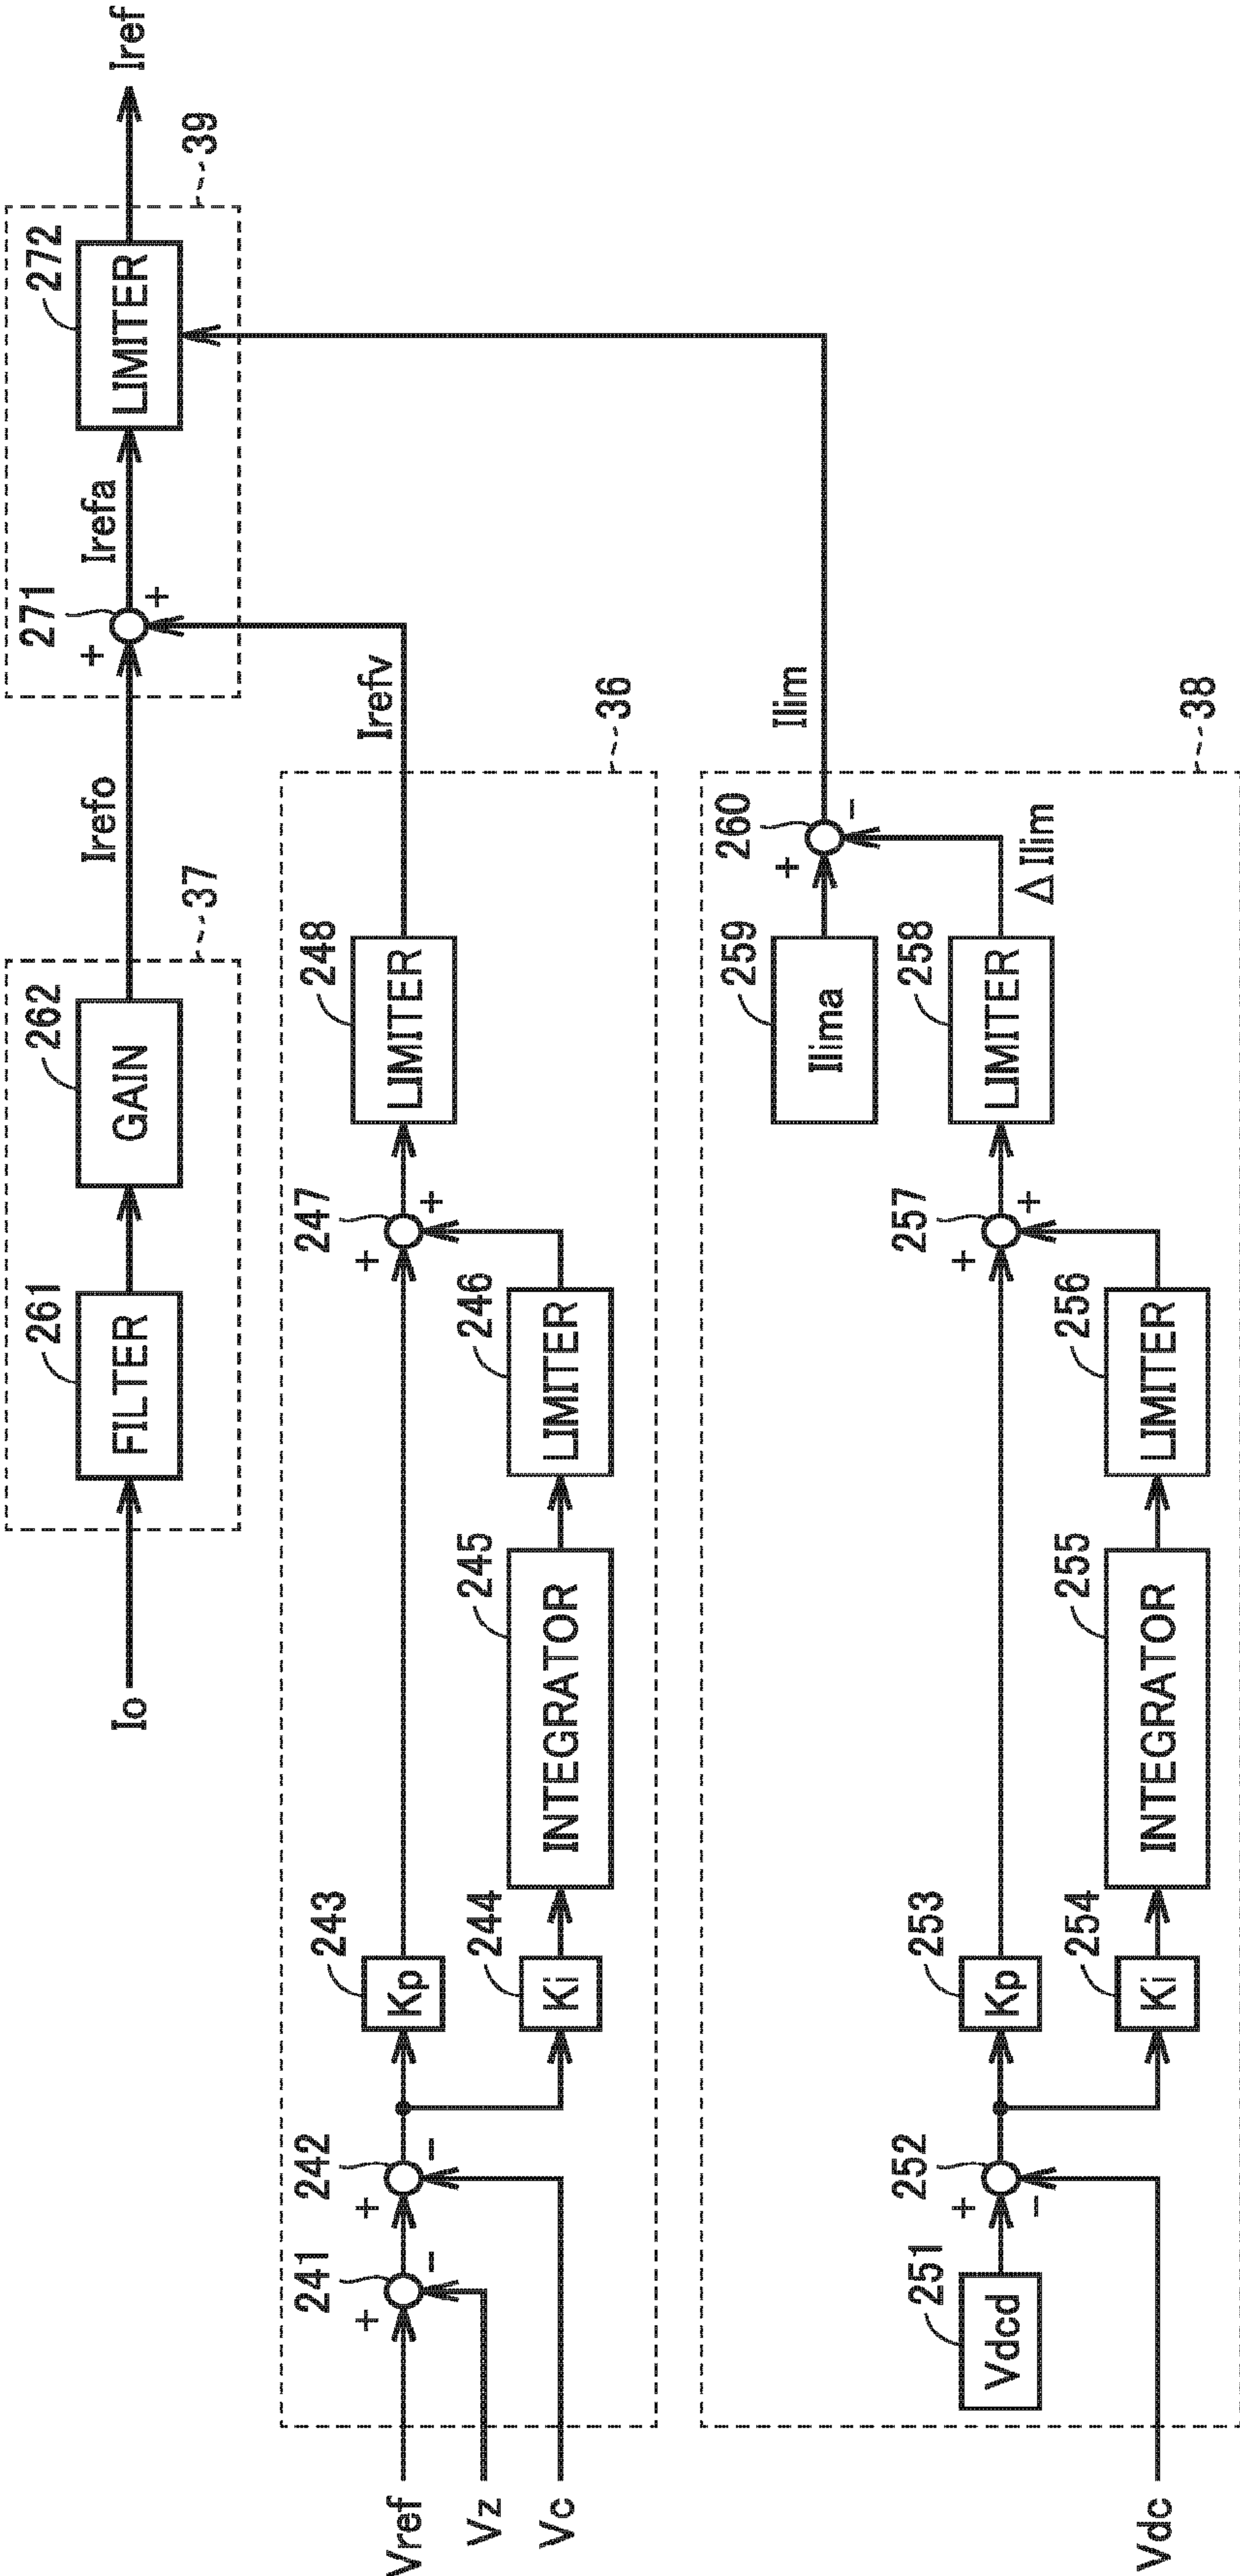 Io
261
FILTER
262
GAIN
37
Irefo
271
+
+
Irefa
272
LIMITER
39
Iref
Vref
Vz
Vc
241
+
−
242
+
−
243
Kp
244
Ki
245
INTEGRATOR
246
LIMITER
247
+
+
248
LIMITER
36
Irefv
Vdc
251
Vdcd
252
+
−
253
Kp
254
Ki
255
INTEGRATOR
256
LIMITER
257
+
+
258
LIMITER
259
Ilima
Δ Ilim
260
+
−
38
Ilim